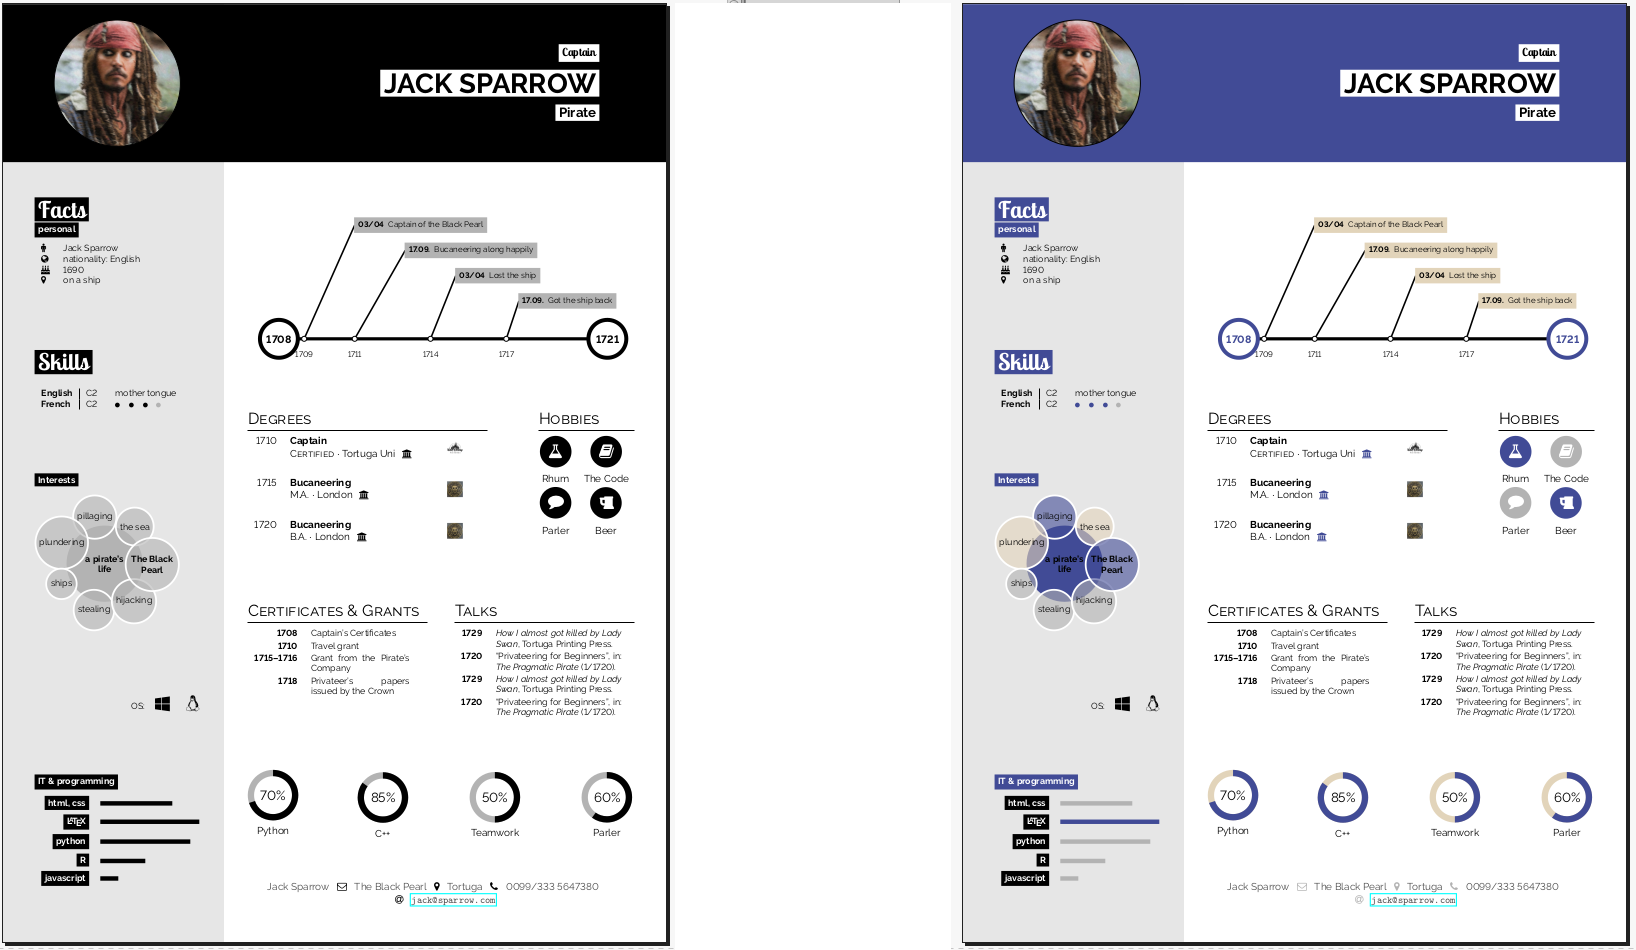 Captain
JACK SPARROW
Pirate
Facts
personal
Jack Sparrow
nationality: English
1690
on a ship
Skills
English C2 mother tongue
French C2
Interests
pillaging
the sea
plundering
a pirate's life
The Black Pearl
ships
hijacking
stealing
OS:
IT & programming
html, css
LATEX
python
R
javascript
03/04 Captain of the Black Pearl
17.09. Bucaneering along happily
03/04 Lost the ship
17.09. Got the ship back
1708 1721
1709 1711 1714 1717
DEGREES
1710 Captain
CERTIFIED · Tortuga Uni
1715 Bucaneering
M.A. · London
1720 Bucaneering
B.A. · London
HOBBIES
Rhum The Code
Parler Beer
CERTIFICATES & GRANTS
1708 Captain's Certificates
1710 Travel grant
1715–1716 Grant from the Pirate's
Company
1718 Privateer's papers
issued by the Crown
TALKS
1729 How I almost got killed by Lady
Swan, Tortuga Printing Press.
1720 "Privateering for Beginners", in:
The Pragmatic Pirate (1/1720).
1729 How I almost got killed by Lady
Swan, Tortuga Printing Press.
1720 "Privateering for Beginners", in:
The Pragmatic Pirate (1/1720).
70% 85% 50% 60%
Python C++ Teamwork Parler
Jack Sparrow The Black Pearl Tortuga 0099/333 5647380
@ jack@sparrow.com
Captain
JACK SPARROW
Pirate
Facts
personal
Jack Sparrow
nationality: English
1690
on a ship
Skills
English C2 mother tongue
French C2
Interests
pillaging
the sea
plundering
a pirate's life
The Black Pearl
ships
hijacking
stealing
OS:
IT & programming
html, css
LATEX
python
R
javascript
03/04 Captain of the Black Pearl
17.09. Bucaneering along happily
03/04 Lost the ship
17.09. Got the ship back
1708 1721
1709 1711 1714 1717
DEGREES
1710 Captain
CERTIFIED · Tortuga Uni
1715 Bucaneering
M.A. · London
1720 Bucaneering
B.A. · London
HOBBIES
Rhum The Code
Parler Beer
CERTIFICATES & GRANTS
1708 Captain's Certificates
1710 Travel grant
1715–1716 Grant from the Pirate's
Company
1718 Privateer's papers
issued by the Crown
TALKS
1729 How I almost got killed by Lady
Swan, Tortuga Printing Press.
1720 "Privateering for Beginners", in:
The Pragmatic Pirate (1/1720).
1729 How I almost got killed by Lady
Swan, Tortuga Printing Press.
1720 "Privateering for Beginners", in:
The Pragmatic Pirate (1/1720).
70% 85% 50% 60%
Python C++ Teamwork Parler
Jack Sparrow The Black Pearl Tortuga 0099/333 5647380
@ jack@sparrow.com